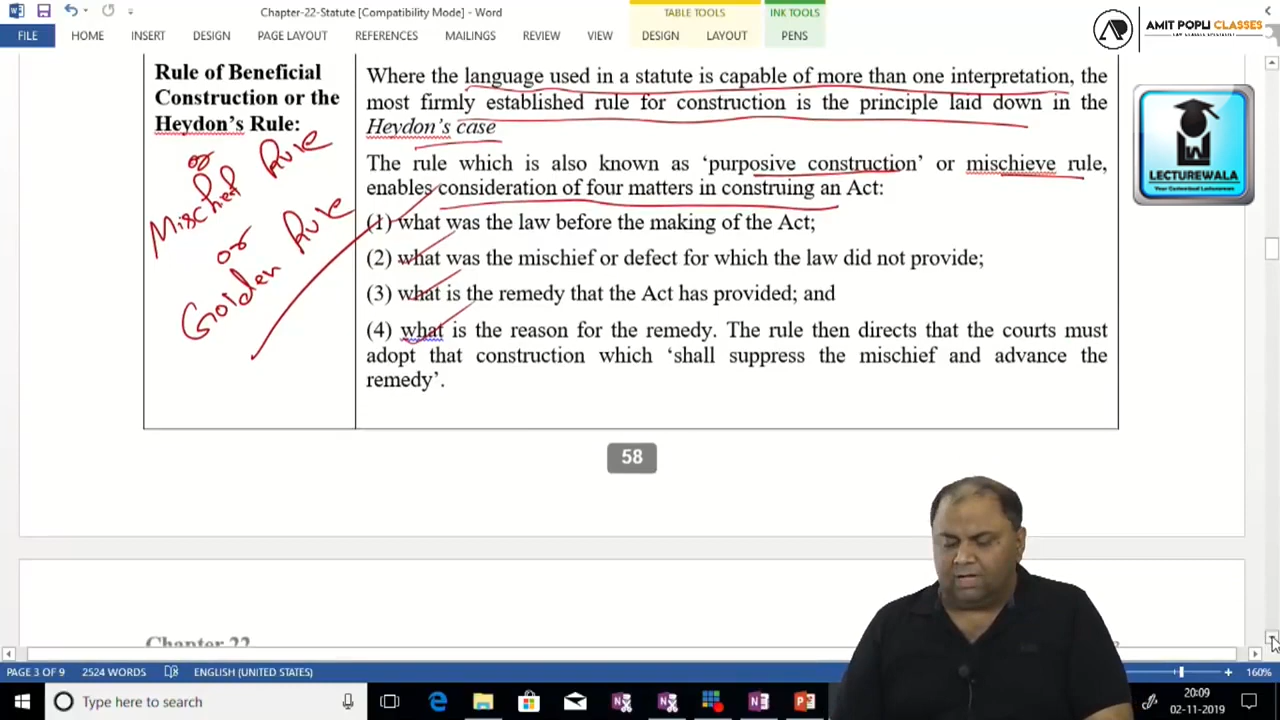 Chapter-22-Statute [Compatibility Mode] - Word
TABLE TOOLS
INK TOOLS
FILE
HOME
INSERT
DESIGN
PAGE LAYOUT
REFERENCES
MAILINGS
REVIEW
VIEW
DESIGN
LAYOUT
PENS
AMIT POPLI CLASSES
LECTUREWALA
Rule of Beneficial
Construction or the
Heydon's Rule:
or
Mischief Rule
or
Golden Rule
Where the language used in a statute is capable of more than one interpretation, the
most firmly established rule for construction is the principle laid down in the
Heydon's case
The rule which is also known as 'purposive construction' or mischieve rule,
enables consideration of four matters in construing an Act:
(1) what was the law before the making of the Act;
(2) what was the mischief or defect for which the law did not provide;
(3) what is the remedy that the Act has provided; and
(4) what is the reason for the remedy. The rule then directs that the courts must
adopt that construction which 'shall suppress the mischief and advance the
remedy'.
58
Chapter 22
PAGE 3 OF 9
2524 WORDS
ENGLISH (UNITED STATES)
160%
Type here to search
20:09
02-11-2019